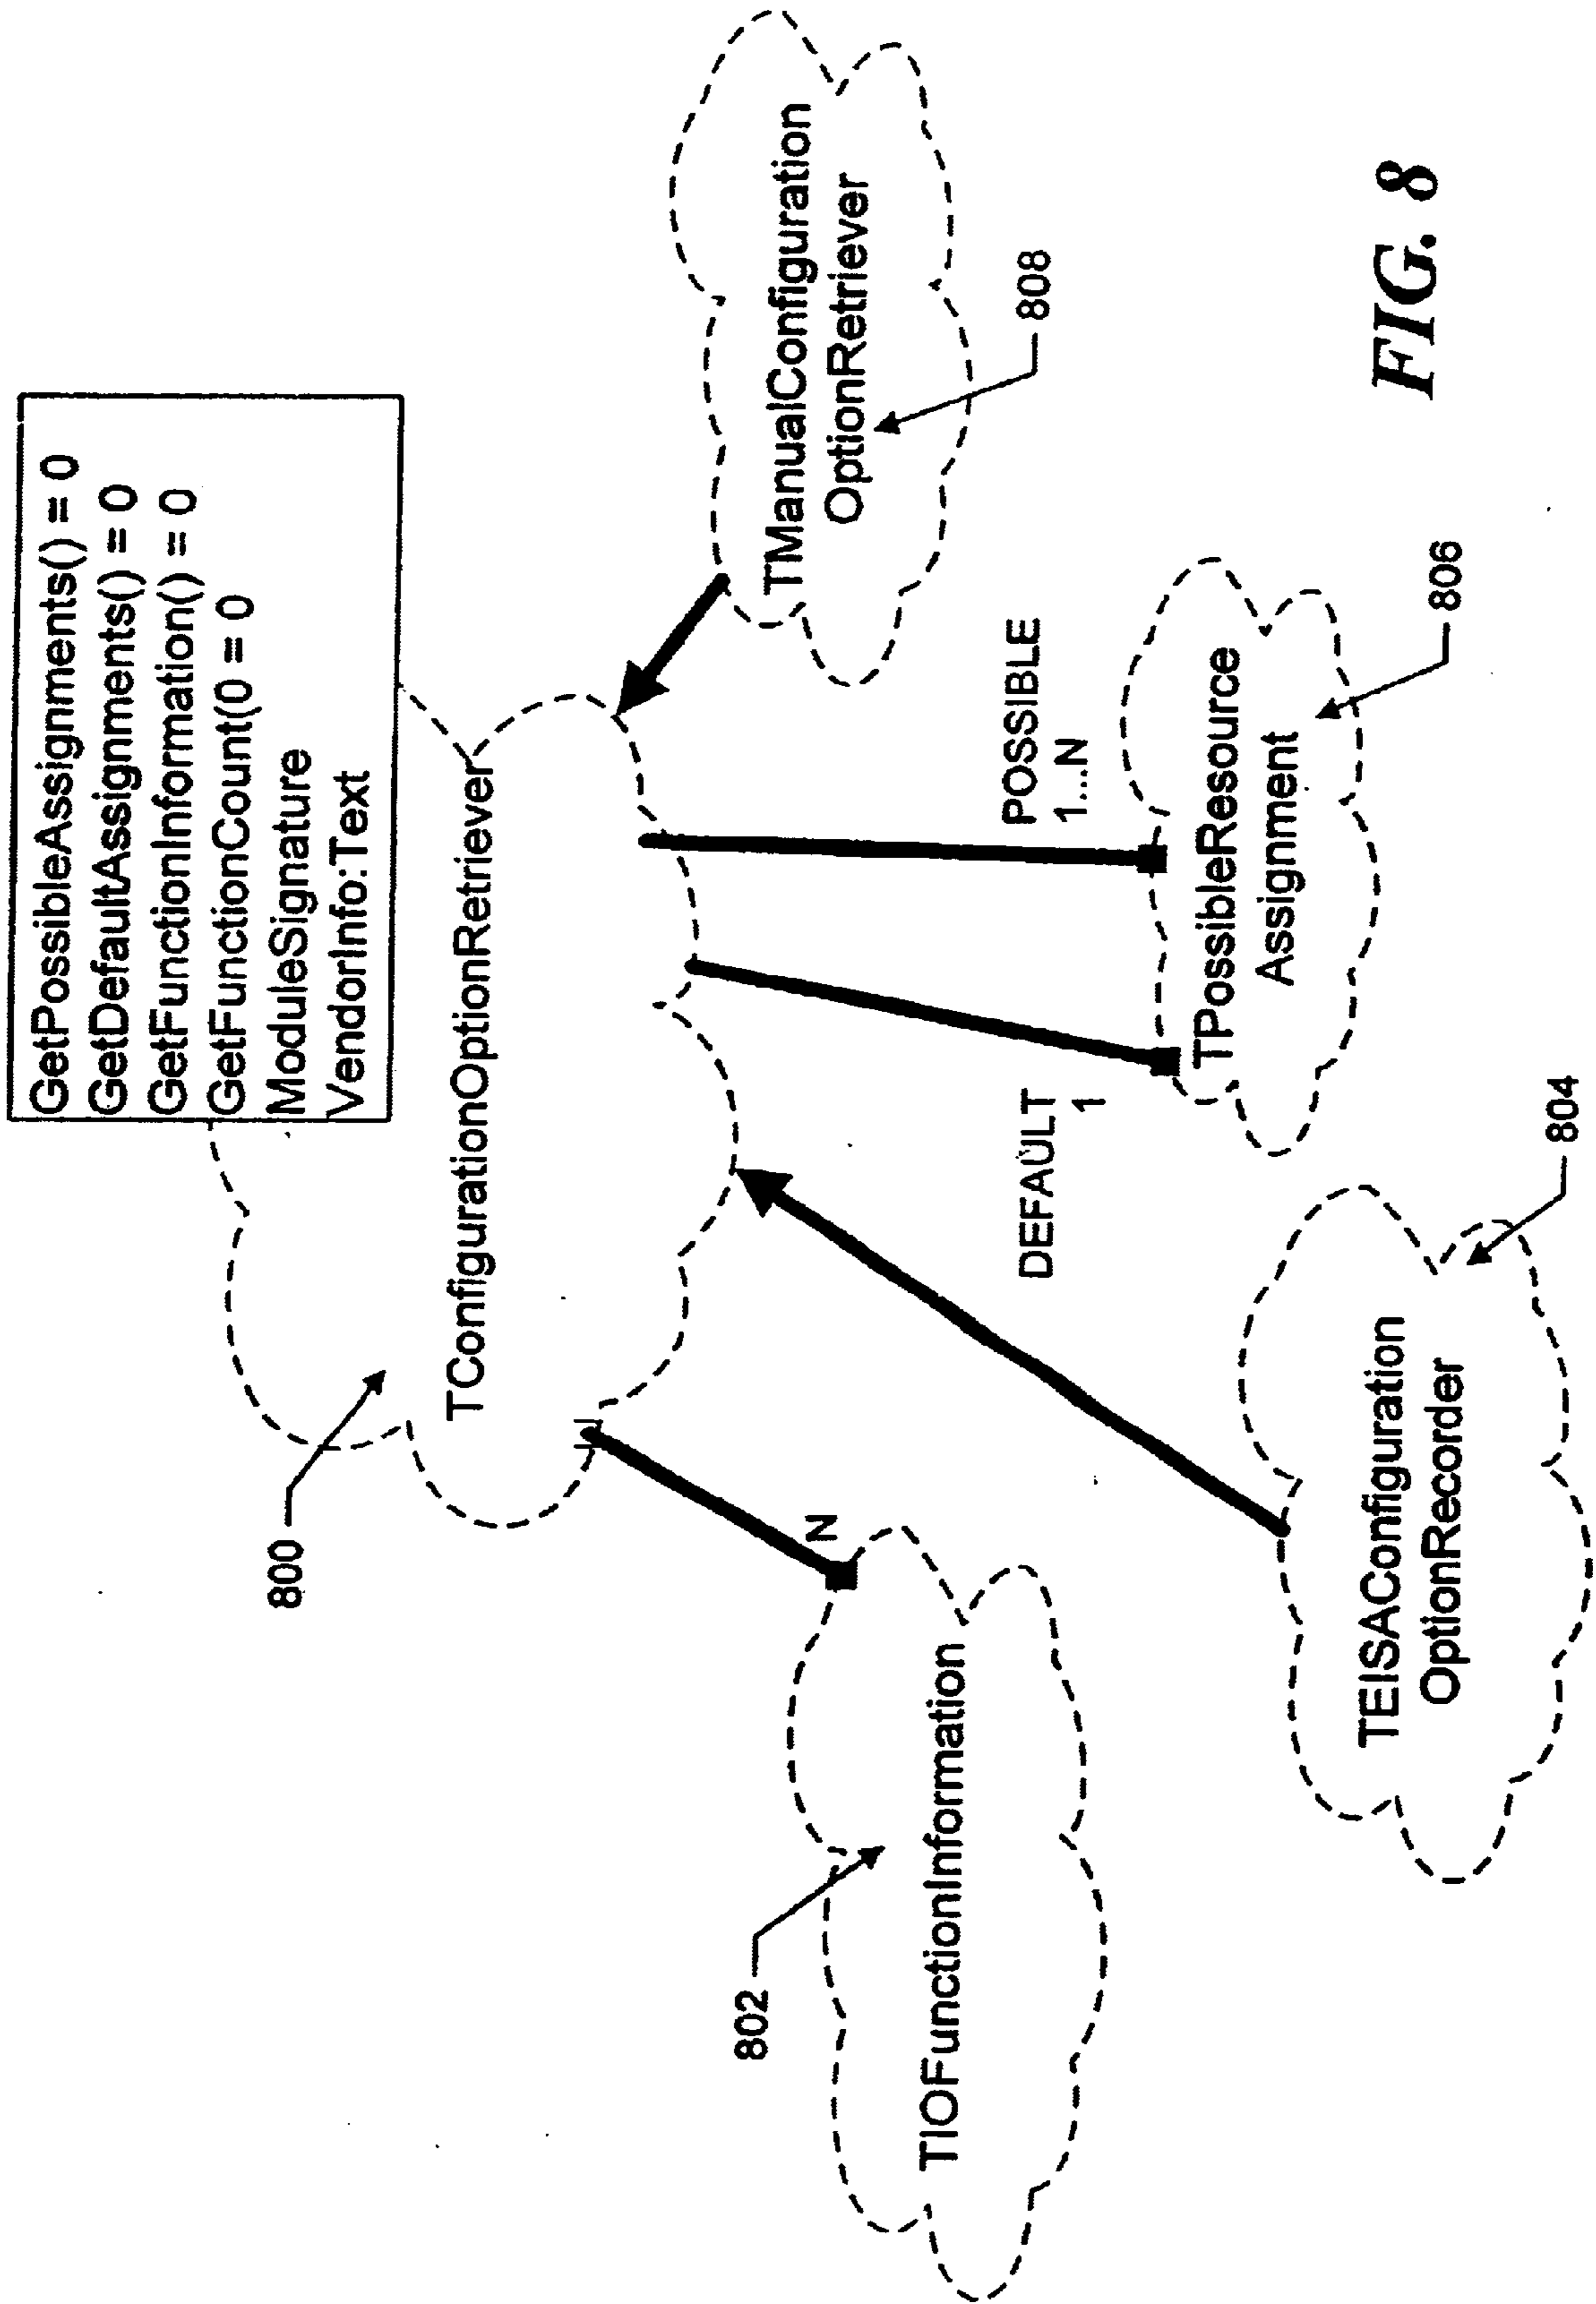 GetPossibleAssignments() = 0
GetDefaultAssignments() = 0
GetFunctionInformation() = 0
GetFunctionCount(0 = 0
ModuleSignature
VendorInfo:Text
800
TConfigurationOptionRetriever
802
TIOFunctionInformation
N
TEISAConfiguration
OptionRecorder
804
DEFAULT
1
POSSIBLE
1...N
TPossibleResource
Assignment
806
TManualConfiguration
OptionRetriever
808
FIG. 8